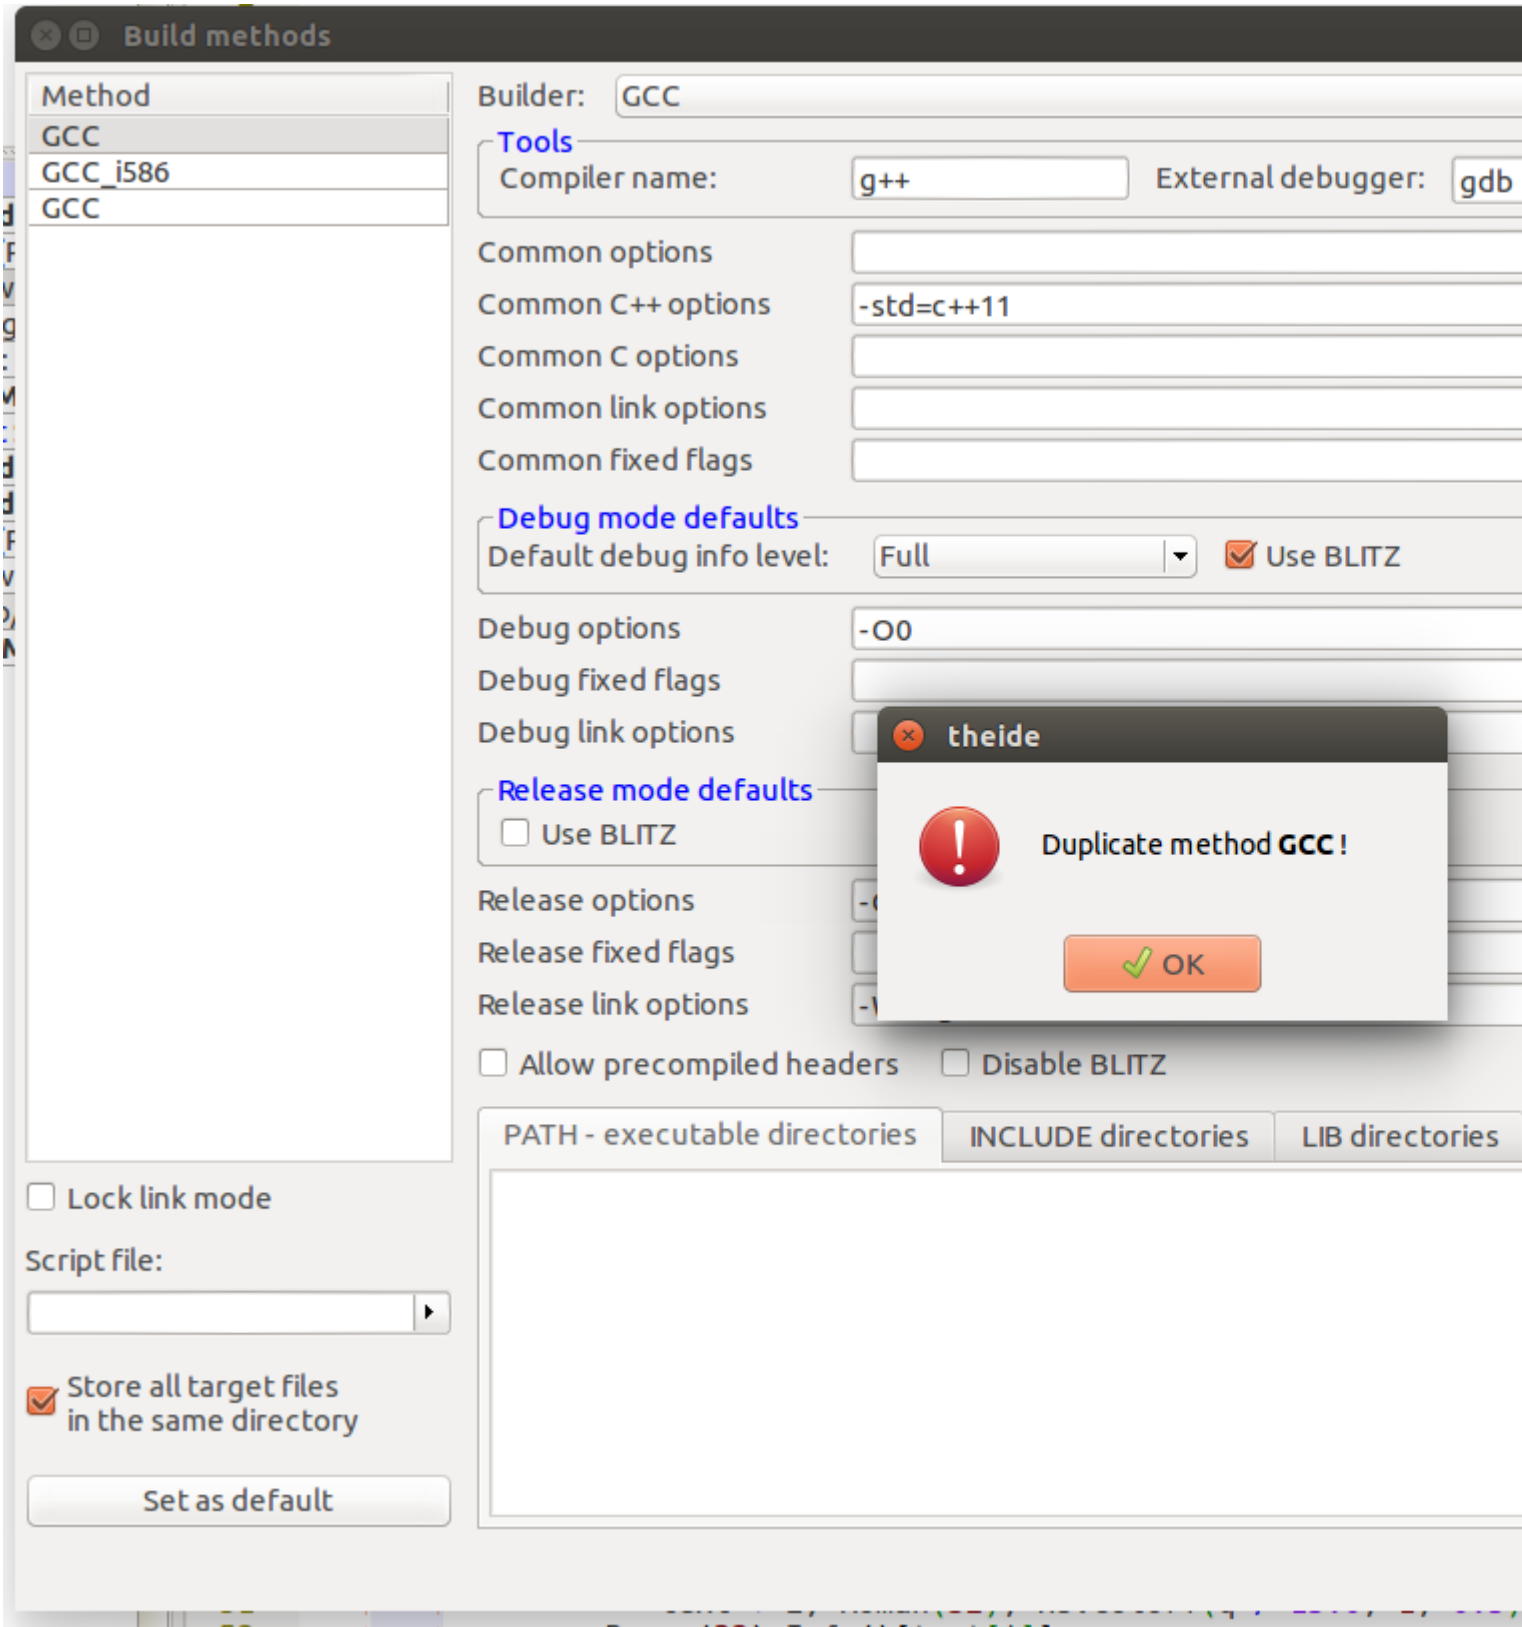 Build methods
Method
GCC
GCC_i586
GCC
Builder: GCC
Tools
Compiler name: g++ External debugger: gdb
Common options
Common C++ options -std=c++11
Common C options
Common link options
Common fixed flags
Debug mode defaults
Default debug info level: Full Use BLITZ
Debug options -O0
Debug fixed flags
Debug link options
theide
Duplicate method GCC !
OK
Release mode defaults
Use BLITZ
Release options
Release fixed flags
Release link options
Allow precompiled headers Disable BLITZ
PATH - executable directories INCLUDE directories LIB directories
Lock link mode
Script file:
Store all target files
in the same directory
Set as default